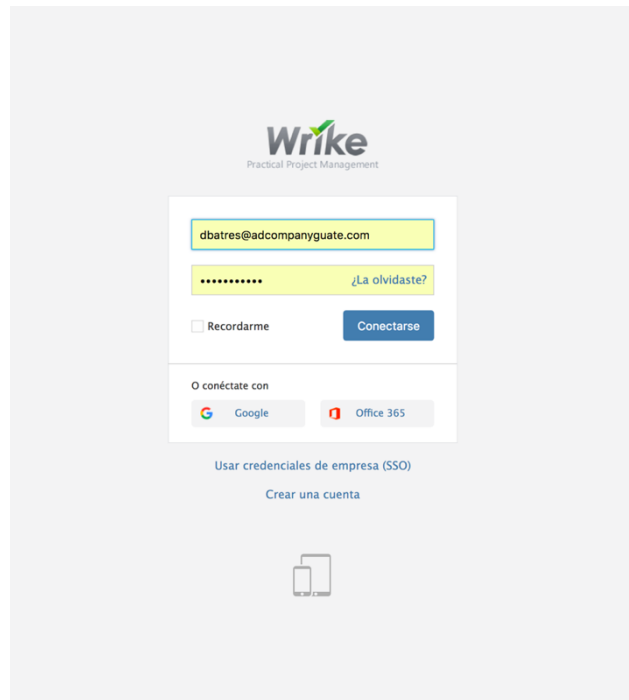 Wrike
Practical Project Management
dbatres@adcompanyguate.com
••••••••••• ¿La olvidaste?
Recordarme Conectarse
O conéctate con
Google Office 365
Usar credenciales de empresa (SSO)
Crear una cuenta